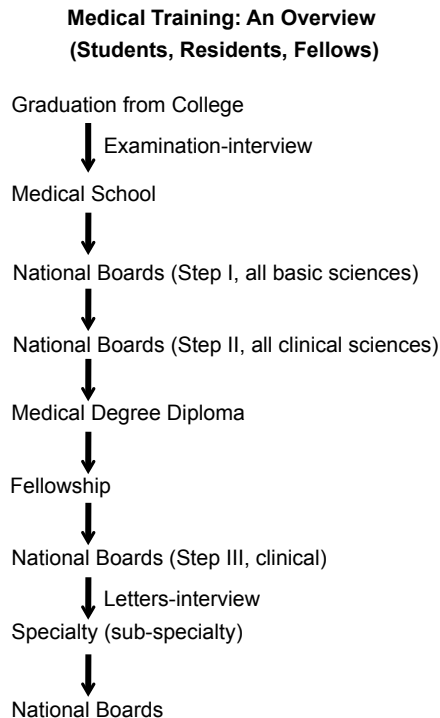 Medical Training: An Overview
(Students, Residents, Fellows)
Graduation from College
Examination-interview
Medical School
National Boards (Step I, all basic sciences)
National Boards (Step II, all clinical sciences)
Medical Degree Diploma
Fellowship
National Boards (Step III, clinical)
Letters-interview
Specialty (sub-specialty)
National Boards